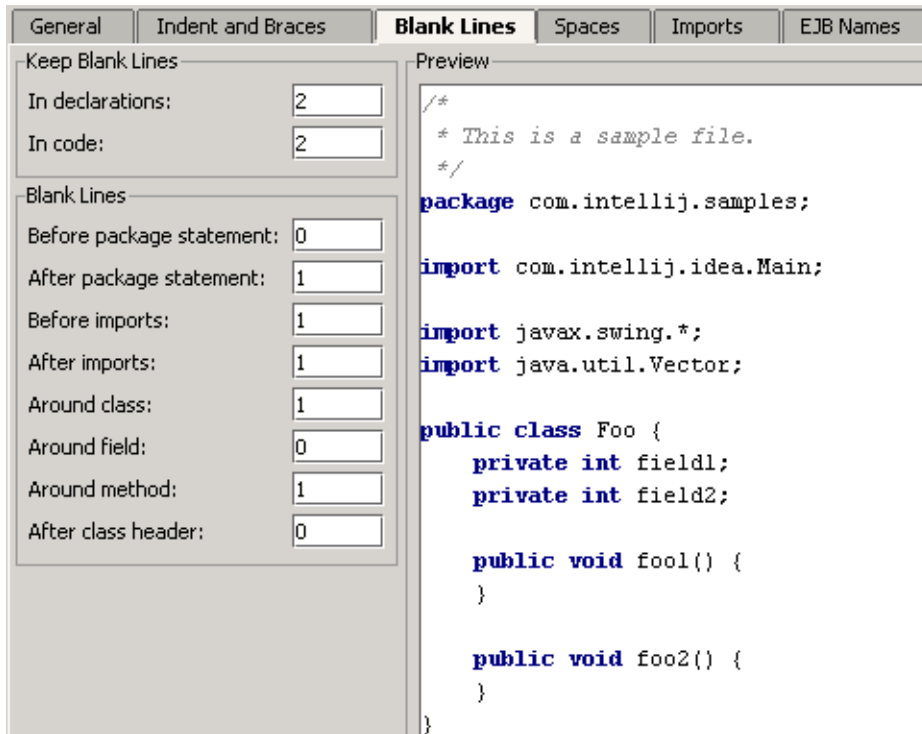 General Indent and Braces Blank Lines Spaces Imports EJB Names
Keep Blank Lines
In declarations: 2
In code: 2
Blank Lines
Before package statement: 0
After package statement: 1
Before imports: 1
After imports: 1
Around class: 1
Around field: 0
Around method: 1
After class header: 0
Preview
/*
 * This is a sample file.
 */
package com.intellij.samples;
import com.intellij.idea.Main;
import javax.swing.*;
import java.util.Vector;
public class Foo {
    private int field1;
    private int field2;
    public void foo1() {
    }
    public void foo2() {
    }
}